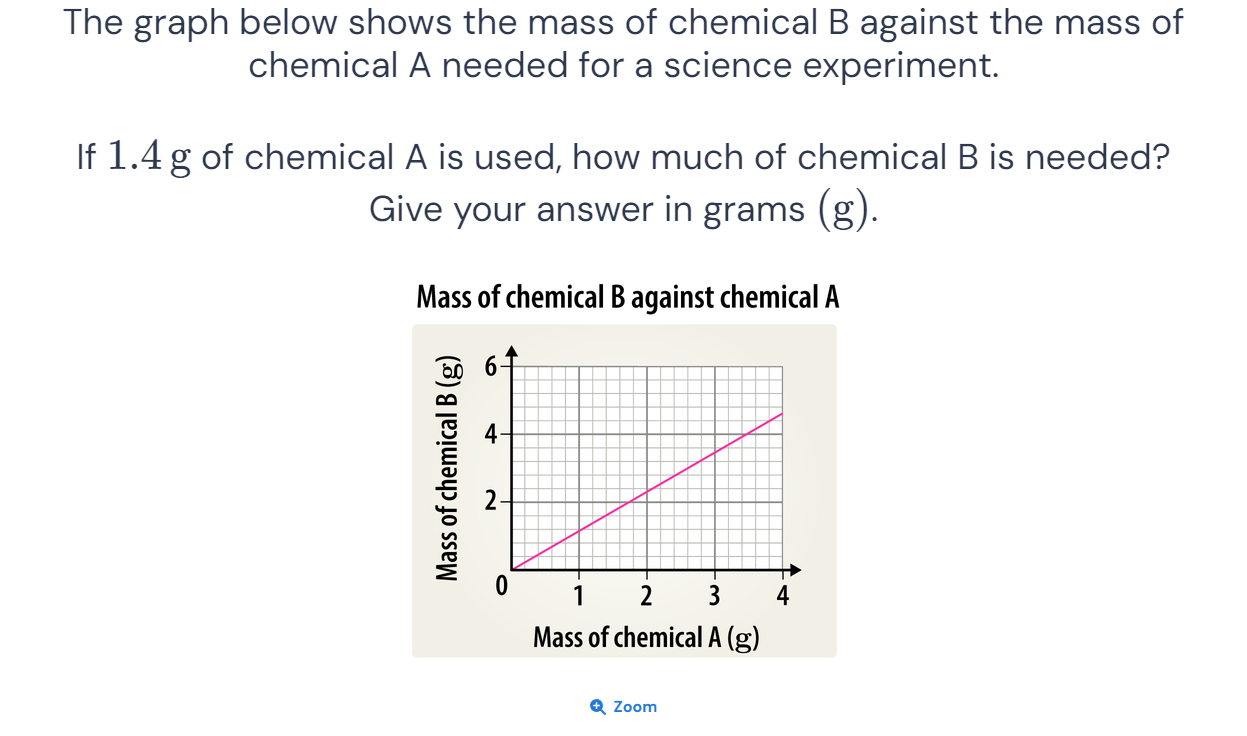 The graph below shows the mass of chemical B against the mass of
chemical A needed for a science experiment.
If 1.4 g of chemical A is used, how much of chemical B is needed?
Give your answer in grams (g).
Mass of chemical B against chemical A
Mass of chemical B (g)
6
4
2
0
1 2 3 4
Mass of chemical A (g)
Zoom